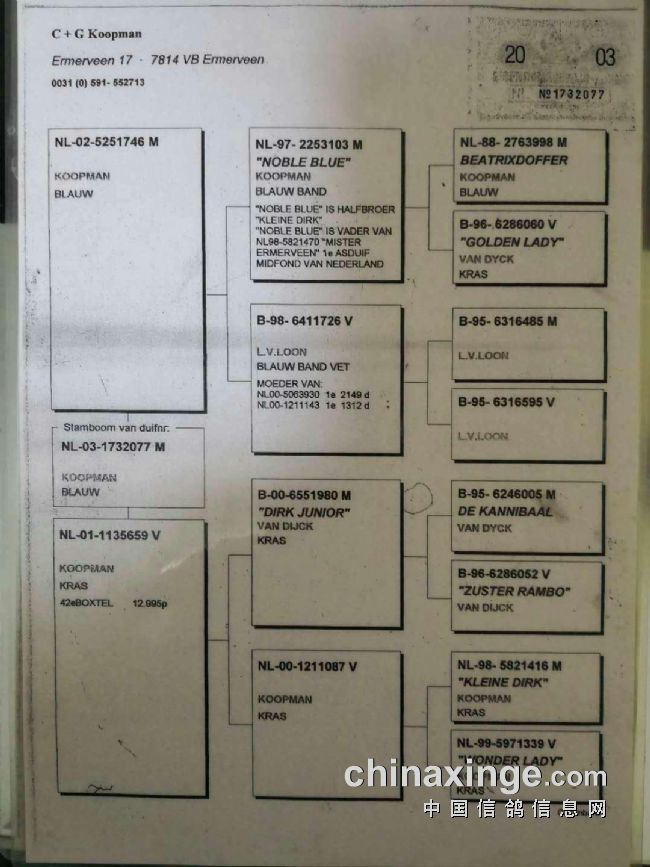 C + G Koopman
Ermerveen 17 · 7814 VB Ermerveen
0031 (0) 591- 552713
20 03
№1732077
NL-02-5251746 M
KOOPMAN
BLAUW
Stamboom van duifnr.
NL-03-1732077 M
KOOPMAN
BLAUW
NL-01-1135659 V
KOOPMAN
KRAS
42eBOXTEL 12.995p
NL-97- 2253103 M
"NOBLE BLUE"
KOOPMAN
BLAUW BAND
"NOBLE BLUE" IS HALFBROER
"KLEINE DIRK"
"NOBLE BLUE" IS VADER VAN
NL98-5821470 "MISTER
ERMERVEEN" 1e ASDUIF
MIDFOND VAN NEDERLAND
B-98- 6411726 V
L.V.LOON
BLAUW BAND VET
MOEDER VAN:
NL00-5063930 1e 2149 d
NL00-1211143 1e 1312 d
B-00-6551980 M
"DIRK JUNIOR"
VAN DIJCK
KRAS
NL-00-1211087 V
KOOPMAN
KRAS
NL-88- 2763998 M
BEATRIXDOFFER
KOOPMAN
BLAUW
B-96- 6286060 V
"GOLDEN LADY"
VAN DYCK
KRAS
B-95- 6316485 M
L.V.LOON
B-95- 6316595 V
L.V.LOON
B-95- 6246005 M
DE KANNIBAAL
VAN DYCK
B-96-6286052 V
"ZUSTER RAMBO"
VAN DIJCK
NL-98- 5821416 M
"KLEINE DIRK"
KOOPMAN
KRAS
NL-99-5971339 V
"WONDER LADY"
KRAS
chinaxinge.com
中国信鸽信息网